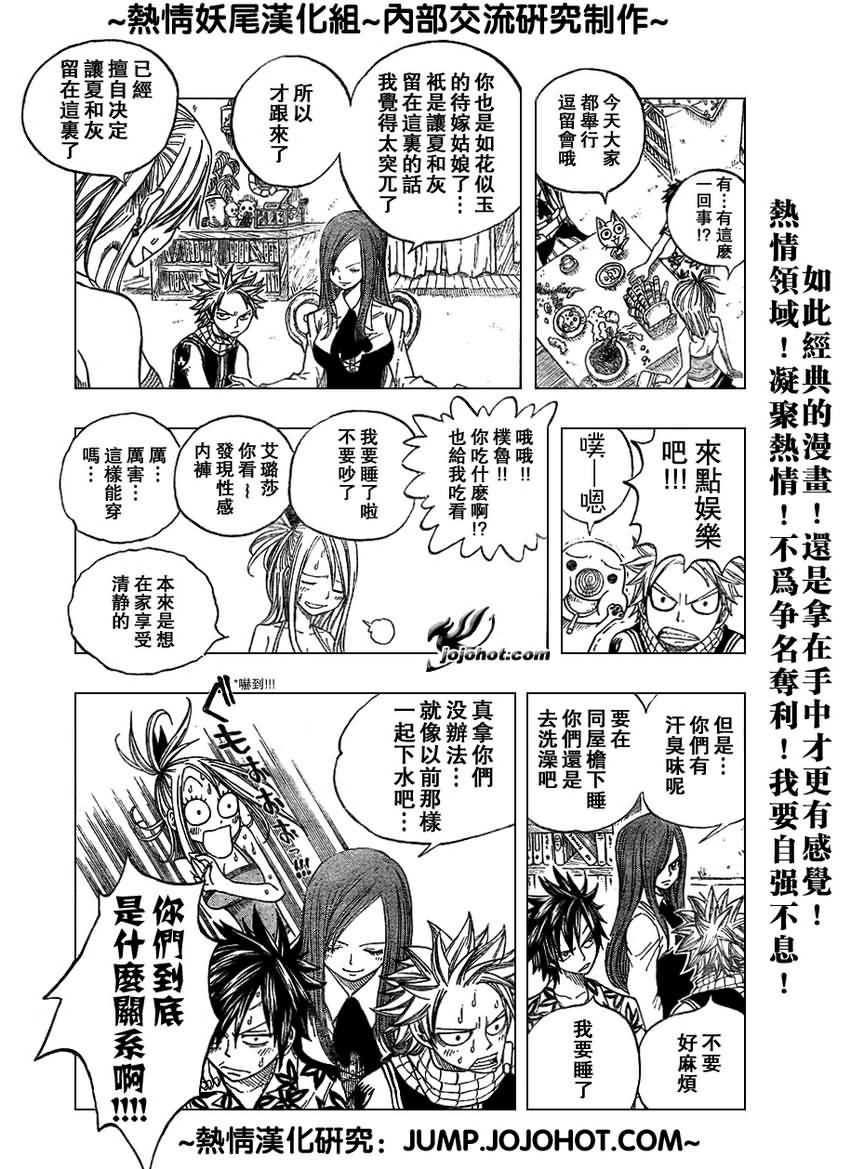 ~熱情妖尾漢化組~內部交流研究制作~
今天大家
都舉行
逗留會哦
有…有這麼
一回事!?
你也是如花似玉
的待嫁姑娘了…
衹是讓夏和灰
留在這裏的話
我覺得太突兀了
所以
才跟來了
已經
擅自決定
讓夏和灰
留在這裏了
來點娛樂
吧!!!
噗—嗯
哦哦!!
樸魯!!
你吃什麼啊!?
也給我吃看
我要睡了啦
不要吵了
艾璐莎
你看~
發現性感
内褲
厲…
厲害…
這樣能穿
嗎…
本來是想
在家享受
清静的
jojohot.com
但是…
你們有
汗臭味呢
要在
同屋檐下睡
你們還是
去洗澡吧
不要
好麻煩
我要睡了
真拿你們
没辦法…
就像以前那樣
一起下水吧…
*嚇到!!!
ぐもおおおお…!!!
你們到底
是什麼關系啊!!!!
如此經典的漫畫！還是拿在手中才更有感覺！
熱情領域！凝聚熱情！不爲争名奪利！我要自强不息！
~熱情漢化研究：JUMP.JOJOHOT.COM~